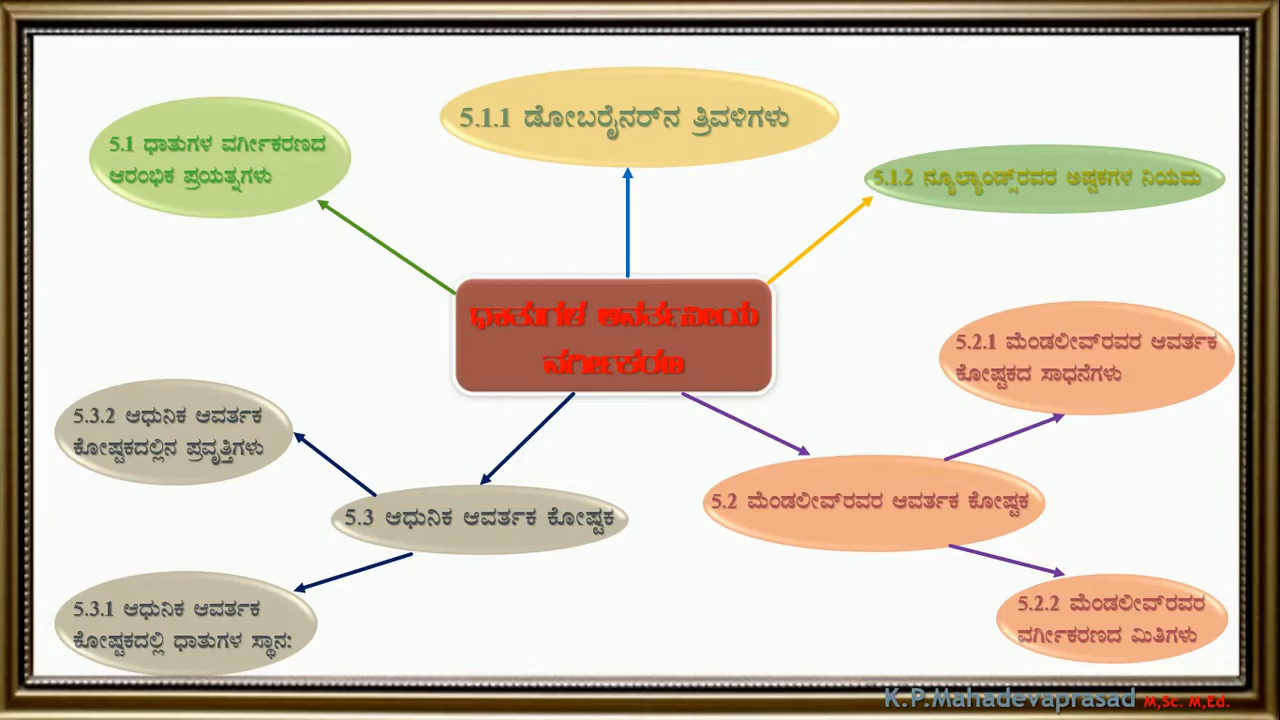 5.1.1 ಡೋಬರೈನರ್‌ನ ತ್ರಿವಳಿಗಳು
5.1 ಧಾತುಗಳ ವರ್ಗೀಕರಣದ
ಆರಂಭಿಕ ಪ್ರಯತ್ನಗಳು
5.1.2 ನ್ಯೂಲ್ಯಾಂಡ್ಸ್‌ರವರ ಅಷ್ಟಕಗಳ ನಿಯಮ
ಧಾತುಗಳ ಆವರ್ತನೀಯ
ವರ್ಗೀಕರಣ
5.2.1 ಮೆಂಡಲೀವ್‌ರವರ ಆವರ್ತಕ
ಕೋಷ್ಟಕದ ಸಾಧನೆಗಳು
5.3.2 ಆಧುನಿಕ ಆವರ್ತಕ
ಕೋಷ್ಟಕದಲ್ಲಿನ ಪ್ರವೃತ್ತಿಗಳು
5.3 ಆಧುನಿಕ ಆವರ್ತಕ ಕೋಷ್ಟಕ
5.2 ಮೆಂಡಲೀವ್‌ರವರ ಆವರ್ತಕ ಕೋಷ್ಟಕ
5.3.1 ಆಧುನಿಕ ಆವರ್ತಕ
ಕೋಷ್ಟಕದಲ್ಲಿ ಧಾತುಗಳ ಸ್ಥಾನ:
5.2.2 ಮೆಂಡಲೀವ್‌ರವರ
ವರ್ಗೀಕರಣದ ಮಿತಿಗಳು
K.P.Mahadevaprasad M,Sc. M,Ed.